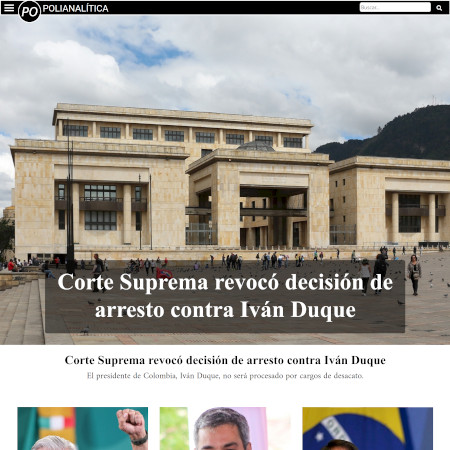 PO POLIANALÍTICA
Buscar...
Corte Suprema revocó decisión de
arresto contra Iván Duque
Corte Suprema revocó decisión de arresto contra Iván Duque
El presidente de Colombia, Iván Duque, no será procesado por cargos de desacato.